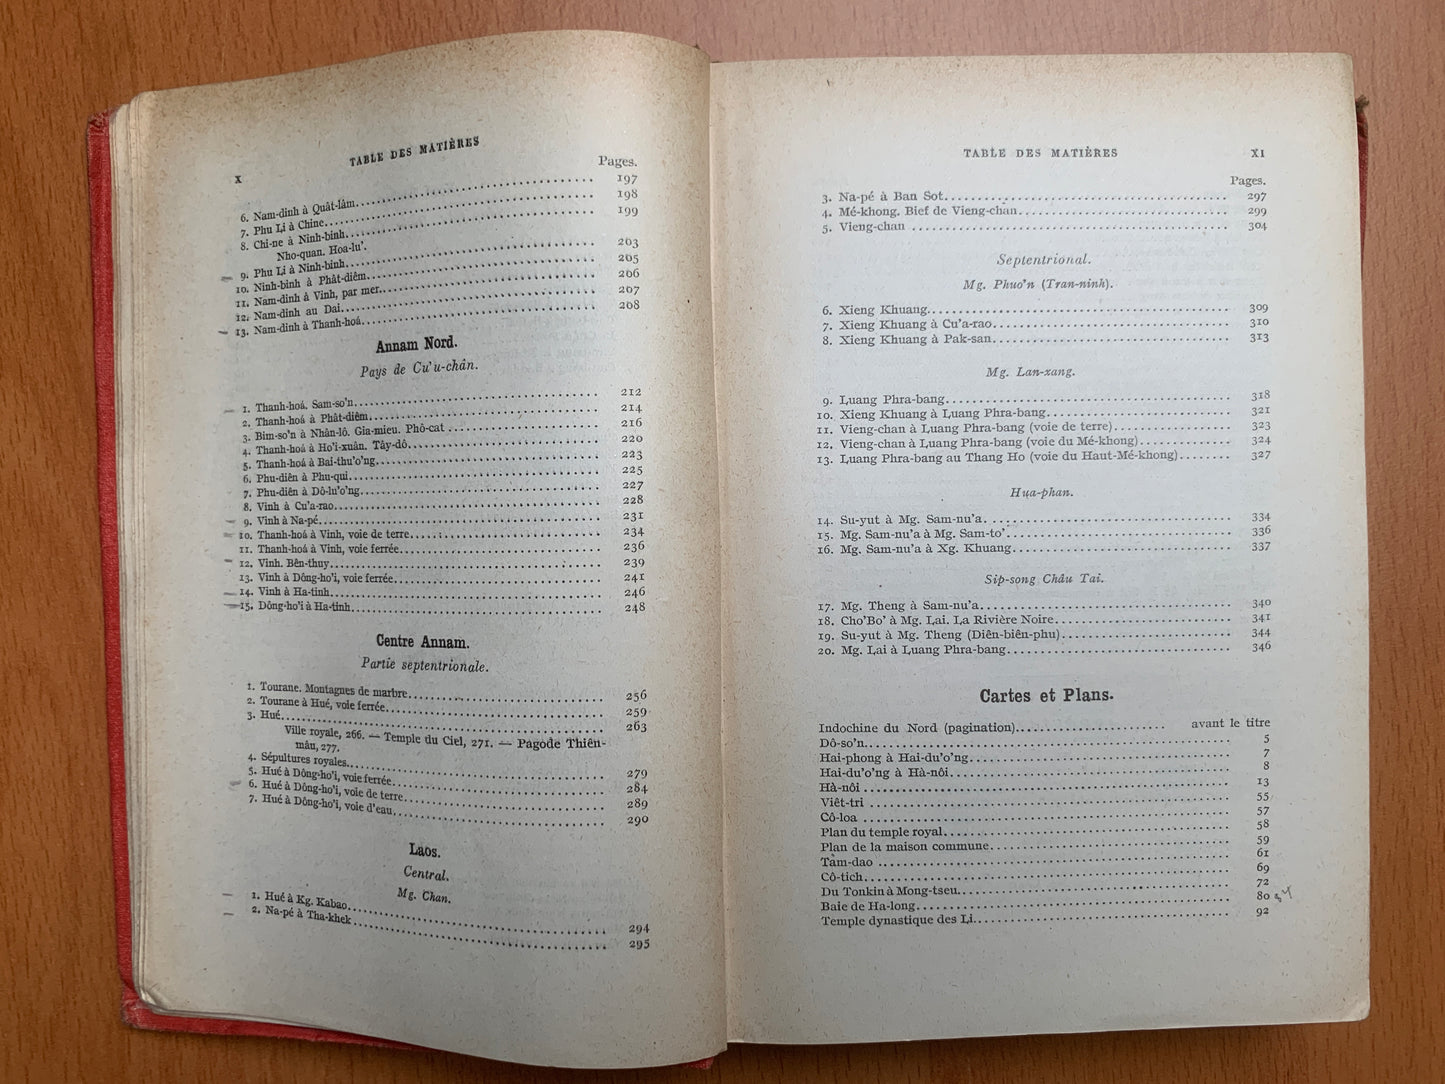 X
TABLE DES MATIÈRES
Pages.
6. Nam-dinh à Quât-lâm 197
7. Phu Li à Chine 198
8. Chi-ne à Ninh-binh 199
Nho-quan. Hoa-lu'.
9. Phu Li à Ninh-binh 203
10. Ninh-binh à Phât-diêm 205
11. Nam-dinh à Vinh, par mer 206
12. Nam-dinh au Dai 207
13. Nam-dinh à Thanh-hoá 208
Annam Nord.
Pays de Cu'u-chân.
1. Thanh-hoá. Sam-so'n 212
2. Thanh-hoá à Phât-diêm 214
3. Bim-so'n à Nhân-lô. Gia-mieu. Phô-cat 216
4. Thanh-hoá à Ho'i-xuân. Tây-dô 220
5. Thanh-hoá à Bai-thu'o'ng 223
6. Phu-diên à Phu-qui 225
7. Phu-diên à Dô-lu'o'ng 227
8. Vinh à Cu'a-rao 228
9. Vinh à Na-pé 231
10. Thanh-hoá à Vinh, voie de terre 234
11. Thanh-hoá à Vinh, voie ferrée 236
12. Vinh. Bên-thuy 239
13. Vinh à Dông-ho'i, voie ferrée 241
14. Vinh à Ha-tinh 246
15. Dông-ho'i à Ha-tinh 248
Centre Annam.
Partie septentrionale.
1. Tourane. Montagnes de marbre 256
2. Tourane à Hué, voie ferrée 259
3. Hué 263
Ville royale, 266. — Temple du Ciel, 271. — Pagode Thiên-
mâu, 277.
4. Sépultures royales 279
5. Hué à Dông-ho'i, voie ferrée 284
6. Hué à Dông-ho'i, voie de terre 289
7. Hué à Dông-ho'i, voie d'eau 290
Laos.
Central.
Mg. Chan.
1. Hué à Kg. Kabao 294
2. Na-pé à Tha-khek 295
TABLE DES MATIÈRES XI
Pages.
3. Na-pé à Ban Sot 297
4. Mé-khong. Bief de Vieng-chan 299
5. Vieng-chan 304
Septentrional.
Mg. Phuo'n (Tran-ninh).
6. Xieng Khuang 309
7. Xieng Khuang à Cu'a-rao 310
8. Xieng Khuang à Pak-san 313
Mg. Lan-xang.
9. Luang Phra-bang 318
10. Xieng Khuang à Luang Phra-bang 321
11. Vieng-chan à Luang Phra-bang (voie de terre) 323
12. Vieng-chan à Luang Phra-bang (voie du Mé-khong) 324
13. Luang Phra-bang au Thang Ho (voie du Haut-Mé-khong) 327
Hua-phan.
14. Su-yut à Mg. Sam-nu'a 334
15. Mg. Sam-nu'a à Mg. Sam-to' 336
16. Mg. Sam-nu'a à Xg. Khuang 337
Sip-song Châu Tai.
17. Mg. Theng à Sam-nu'a 340
18. Cho'Bo' à Mg. Lai. La Rivière Noire 341
19. Su-yut à Mg. Theng (Diên-biên-phu) 344
20. Mg. Lai à Luang Phra-bang 346
Cartes et Plans.
Indochine du Nord (pagination) avant le titre
Dô-so'n 5
Hai-phong à Hai-du'o'ng 7
Hai-du'o'ng à Hà-nôi 8
Hà-nôi 13
Viêt-tri 55
Cô-loa 57
Plan du temple royal 58
Plan de la maison commune 59
Tâm-dao 61
Cô-tich 69
Du Tonkin à Mong-tseu 72
Baie de Ha-long 80
Temple dynastique des Li 92